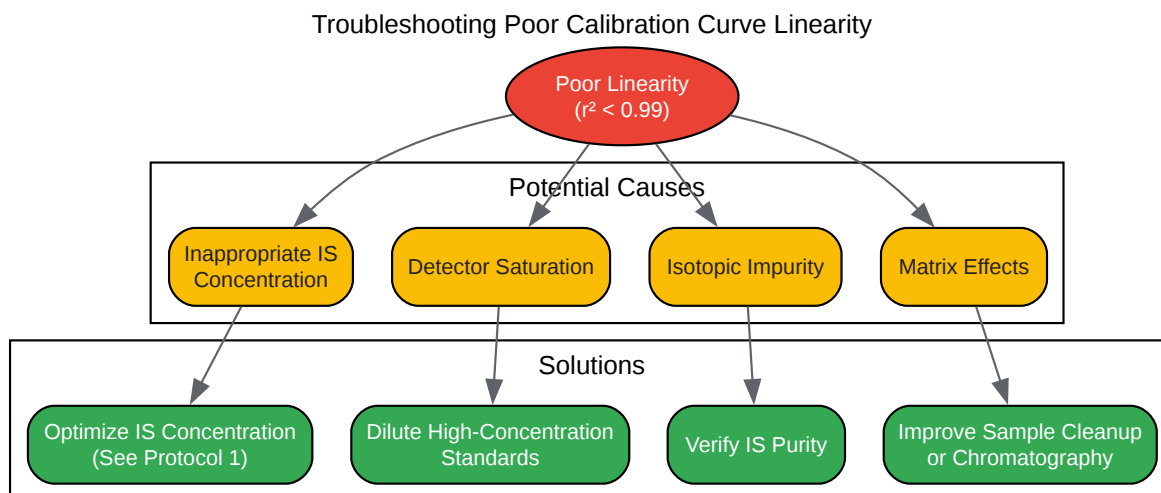 Troubleshooting Poor Calibration Curve Linearity
Poor Linearity
(r² < 0.99)
Potential Causes
Inappropriate IS
Concentration
Detector Saturation
Isotopic Impurity
Matrix Effects
Solutions
Optimize IS Concentration
(See Protocol 1)
Dilute High-Concentration
Standards
Verify IS Purity
Improve Sample Cleanup
or Chromatography